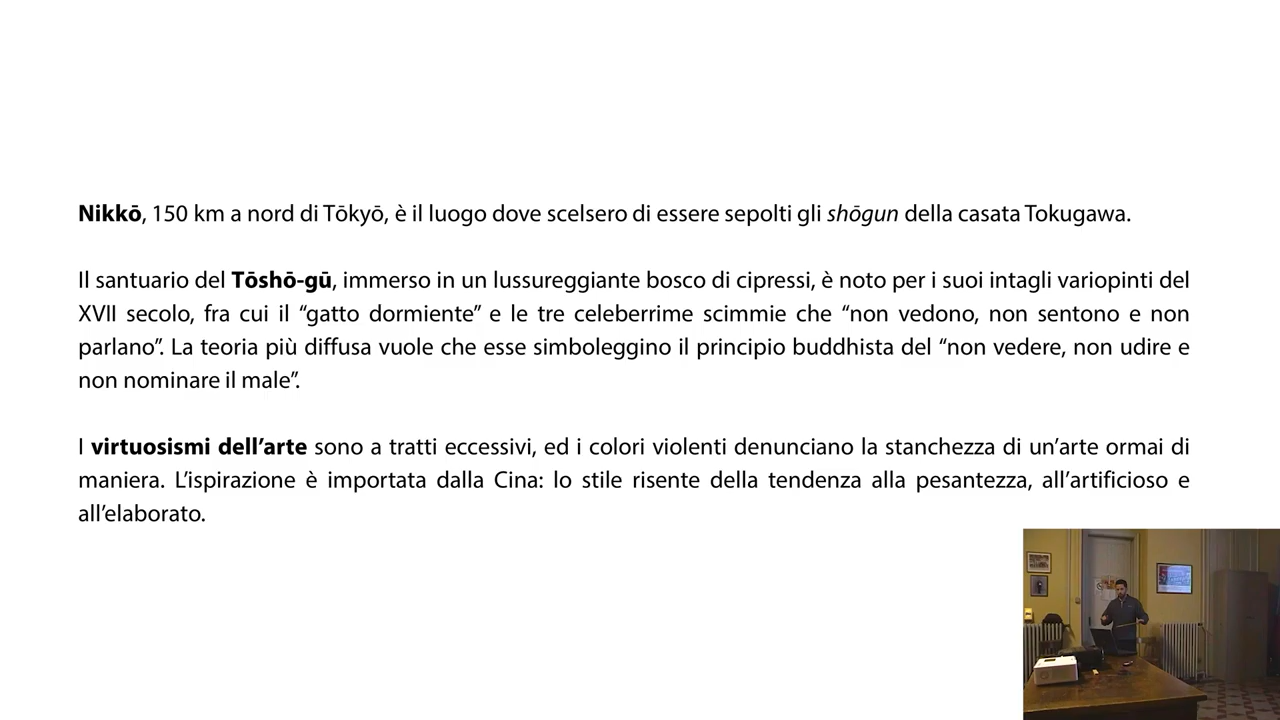 Nikkō, 150 km a nord di Tōkyō, è il luogo dove scelsero di essere sepolti gli shōgun della casata Tokugawa.
Il santuario del Tōshō-gū, immerso in un lussureggiante bosco di cipressi, è noto per i suoi intagli variopinti del
XVII secolo, fra cui il “gatto dormiente” e le tre celeberrime scimmie che “non vedono, non sentono e non
parlano”. La teoria più diffusa vuole che esse simboleggino il principio buddhista del “non vedere, non udire e
non nominare il male”.
I virtuosismi dell’arte sono a tratti eccessivi, ed i colori violenti denunciano la stanchezza di un’arte ormai di
maniera. L’ispirazione è importata dalla Cina: lo stile risente della tendenza alla pesantezza, all’artificioso e
all’elaborato.